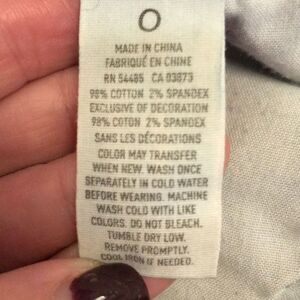 O
MADE IN CHINA
FABRIQUÉ EN CHINE
RN 54485 CA 03873
98% COTTON 2% SPANDEX
EXCLUSIVE OF DECORATION
98% COTON 2% SPANDEX
SANS LES DÉCORATIONS
COLOR MAY TRANSFER
WHEN NEW. WASH ONCE
SEPARATELY IN COLD WATER
BEFORE WEARING. MACHINE
WASH COLD WITH LIKE
COLORS. DO NOT BLEACH.
TUMBLE DRY LOW.
REMOVE PROMPTLY.
COOL IRON IF NEEDED.